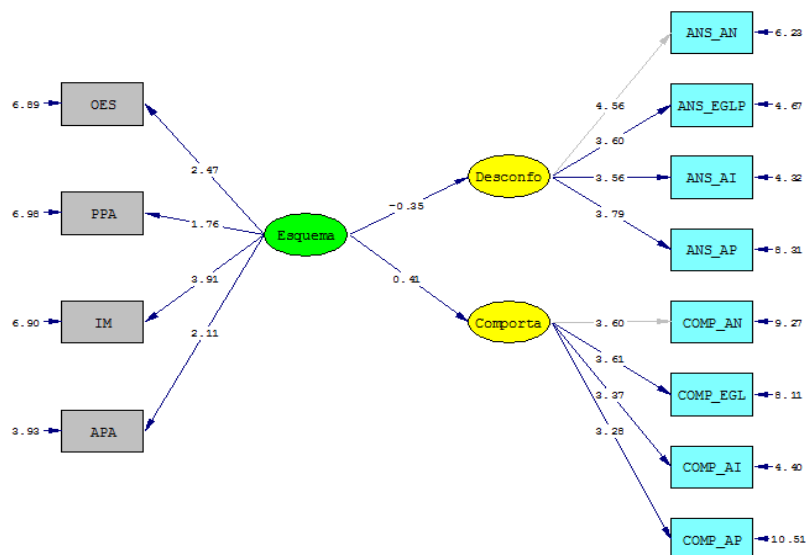 ANS_AN
6.23
6.89
OES
4.56
ANS_EGLP
4.67
3.60
2.47
Desconfo
3.56
ANS_AI
4.32
6.98
PPA
1.76
-0.35
3.79
Esquema
ANS_AP
8.31
3.91
0.41
6.90
IM
Comporta
3.60
COMP_AN
9.27
2.11
3.61
3.37
COMP_EGL
8.11
3.28
3.93
APA
COMP_AI
4.40
COMP_AP
10.51